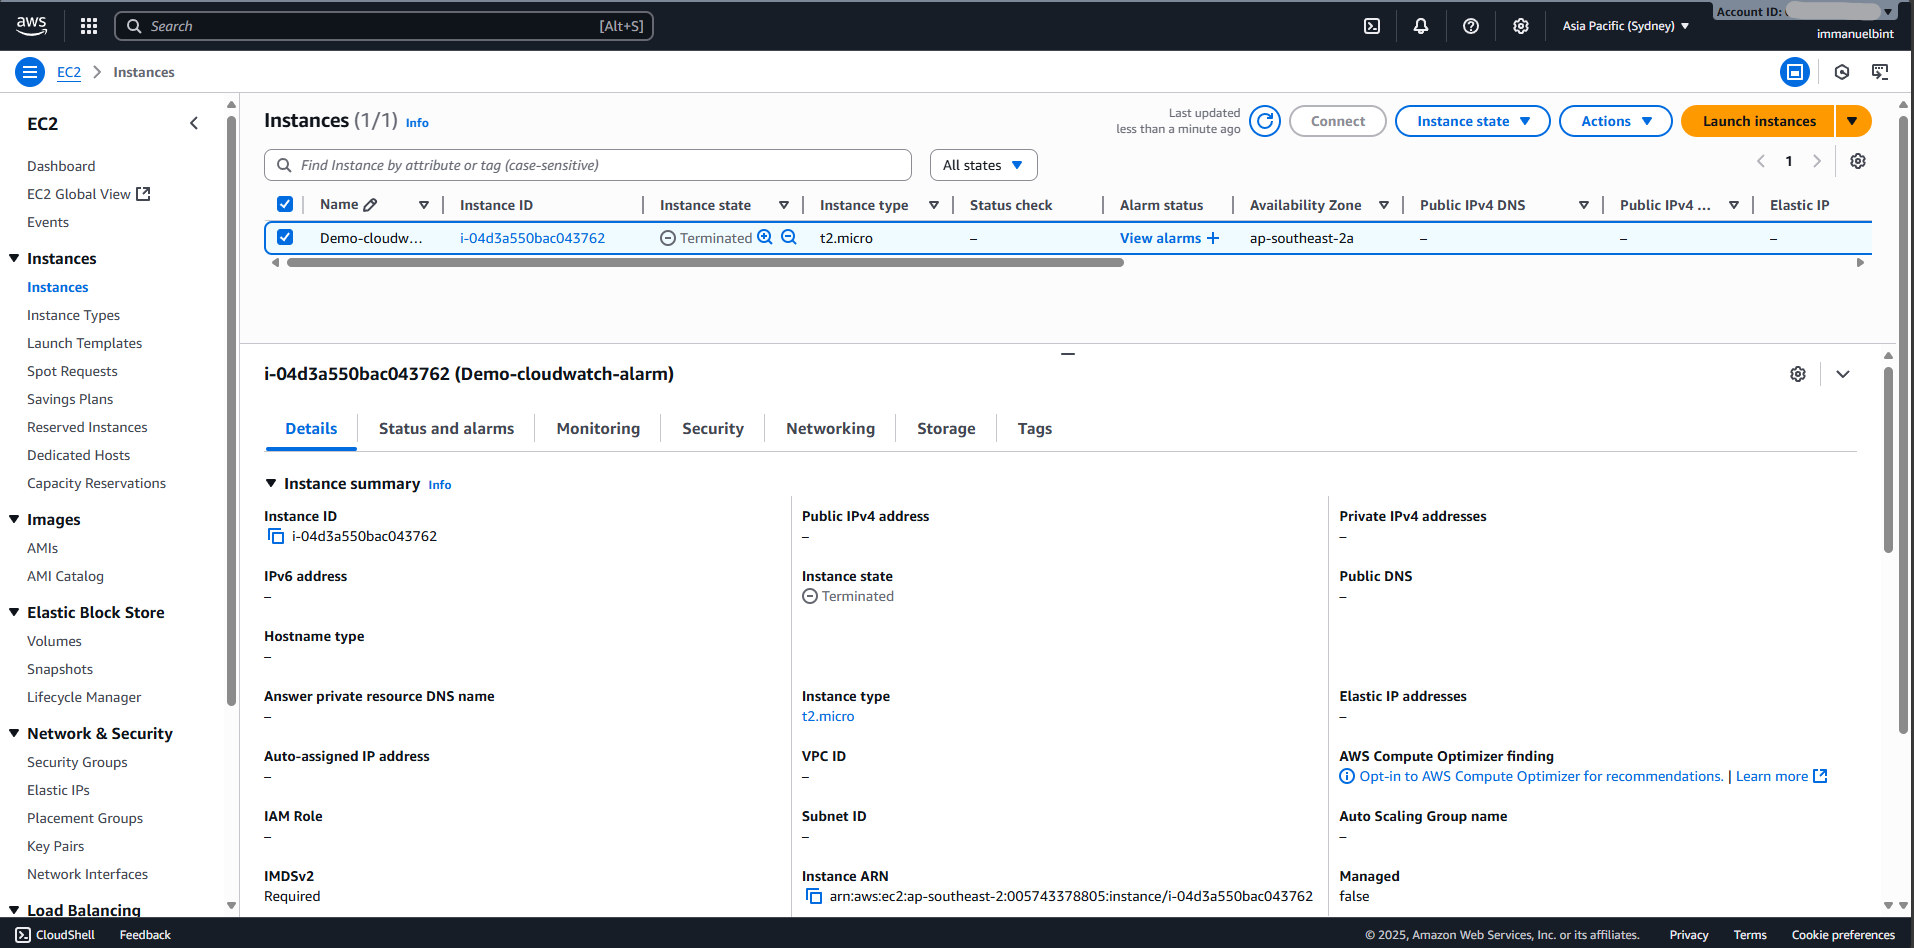 aws
Search [Alt+S]
Asia Pacific (Sydney)
Account ID:
immanuelbint
EC2 Instances
EC2
Dashboard
EC2 Global View
Events
Instances
Instances
Instance Types
Launch Templates
Spot Requests
Savings Plans
Reserved Instances
Dedicated Hosts
Capacity Reservations
Images
AMIs
AMI Catalog
Elastic Block Store
Volumes
Snapshots
Lifecycle Manager
Network & Security
Security Groups
Elastic IPs
Placement Groups
Key Pairs
Network Interfaces
Load Balancing
Instances (1/1) Info
Last updated
less than a minute ago
Connect Instance state Actions Launch instances
Find Instance by attribute or tag (case-sensitive) All states 1
Name Instance ID Instance state Instance type Status check Alarm status Availability Zone Public IPv4 DNS Public IPv4 ... Elastic IP
Demo-cloudw... i-04d3a550bac043762 Terminated t2.micro – View alarms + ap-southeast-2a – – –
i-04d3a550bac043762 (Demo-cloudwatch-alarm)
Details Status and alarms Monitoring Security Networking Storage Tags
Instance summary Info
Instance ID Public IPv4 address Private IPv4 addresses
i-04d3a550bac043762 – –
IPv6 address Instance state Public DNS
– Terminated –
Hostname type
–
Answer private resource DNS name Instance type Elastic IP addresses
– t2.micro –
Auto-assigned IP address VPC ID AWS Compute Optimizer finding
– – Opt-in to AWS Compute Optimizer for recommendations. | Learn more
IAM Role Subnet ID Auto Scaling Group name
– – –
IMDSv2 Instance ARN Managed
Required arn:aws:ec2:ap-southeast-2:005743378805:instance/i-04d3a550bac043762 false
CloudShell Feedback © 2025, Amazon Web Services, Inc. or its affiliates. Privacy Terms Cookie preferences